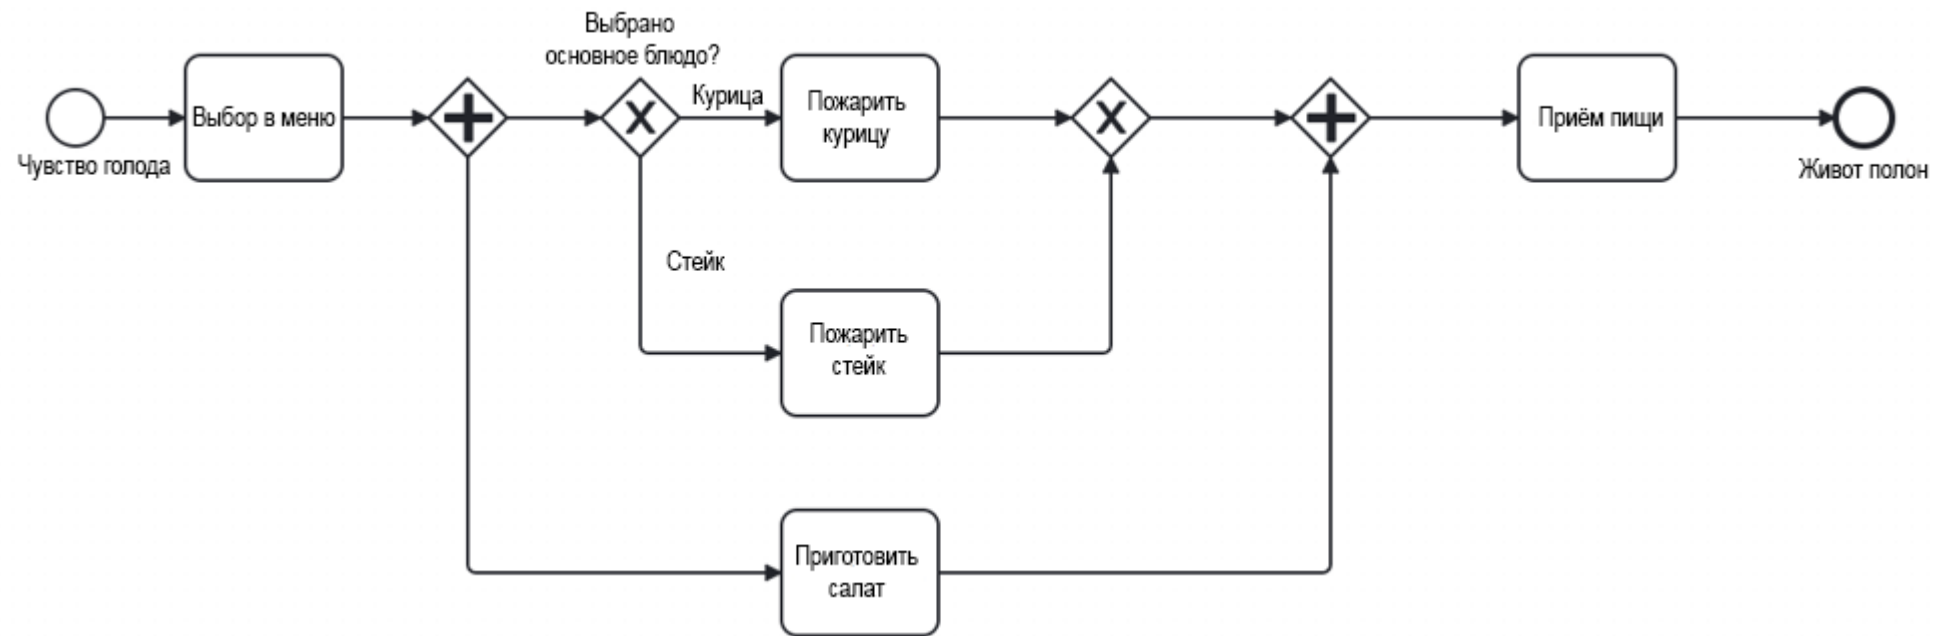 Выбрано
основное блюдо?
Курица
Чувство голода
Выбор в меню
Пожарить
курицу
Приём пищи
Живот полон
Стейк
Пожарить
стейк
Приготовить
салат